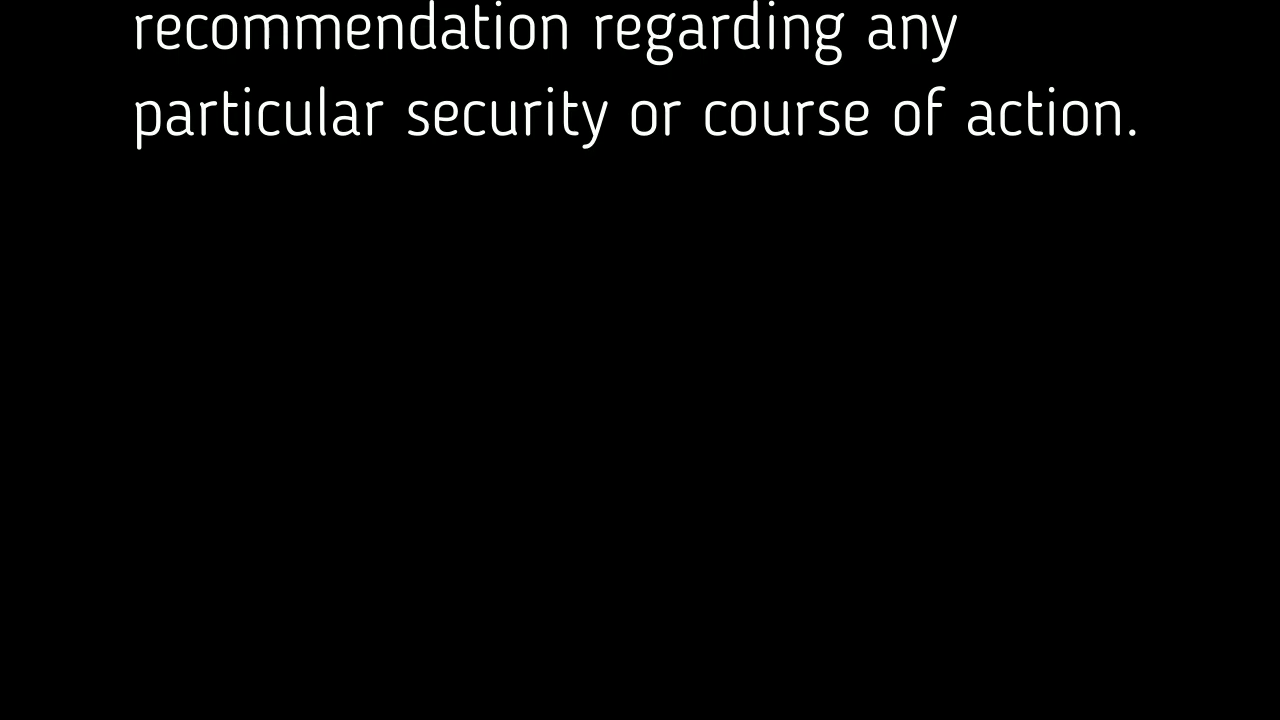 recommendation regarding any
particular security or course of action.